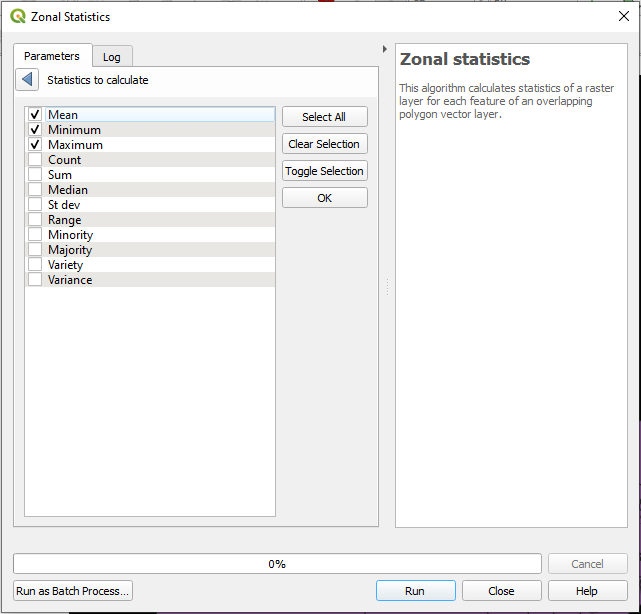 Zonal Statistics
Parameters
Log
Statistics to calculate
Mean
Minimum
Maximum
Count
Sum
Median
St dev
Range
Minority
Majority
Variety
Variance
Select All
Clear Selection
Toggle Selection
OK
Zonal statistics
This algorithm calculates statistics of a raster
layer for each feature of an overlapping
polygon vector layer.
0%
Cancel
Run as Batch Process...
Run
Close
Help